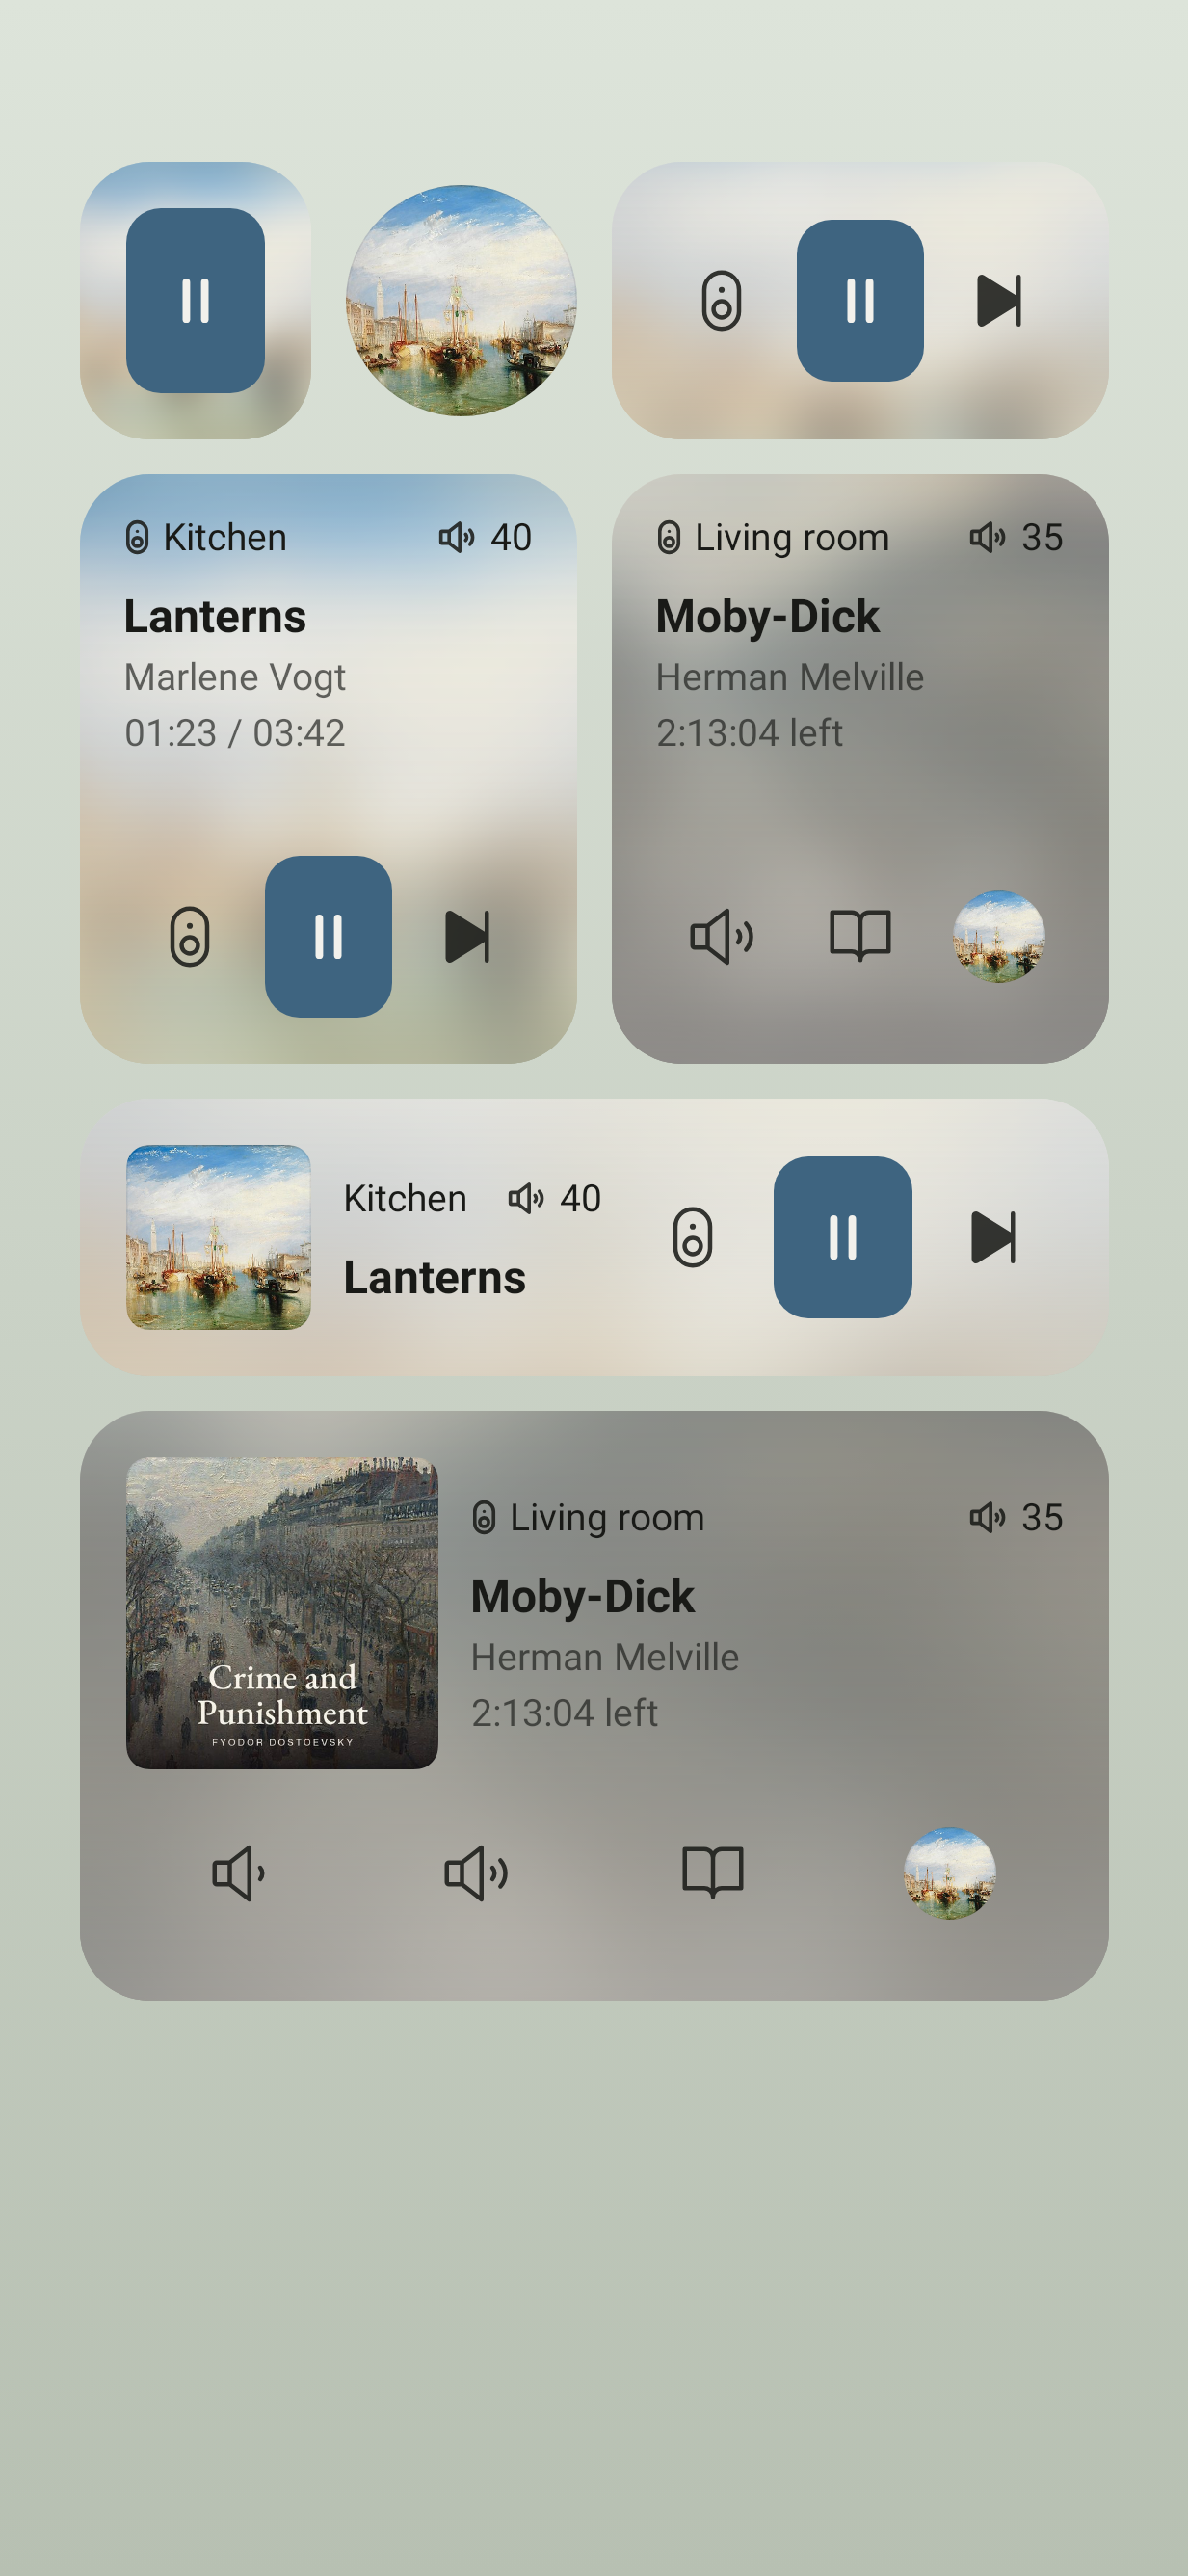 Kitchen 40
Lanterns
Marlene Vogt
01:23 / 03:42
Living room 35
Moby-Dick
Herman Melville
2:13:04 left
Kitchen 40
Lanterns
Crime and
Punishment
FYODOR DOSTOEVSKY
Living room 35
Moby-Dick
Herman Melville
2:13:04 left